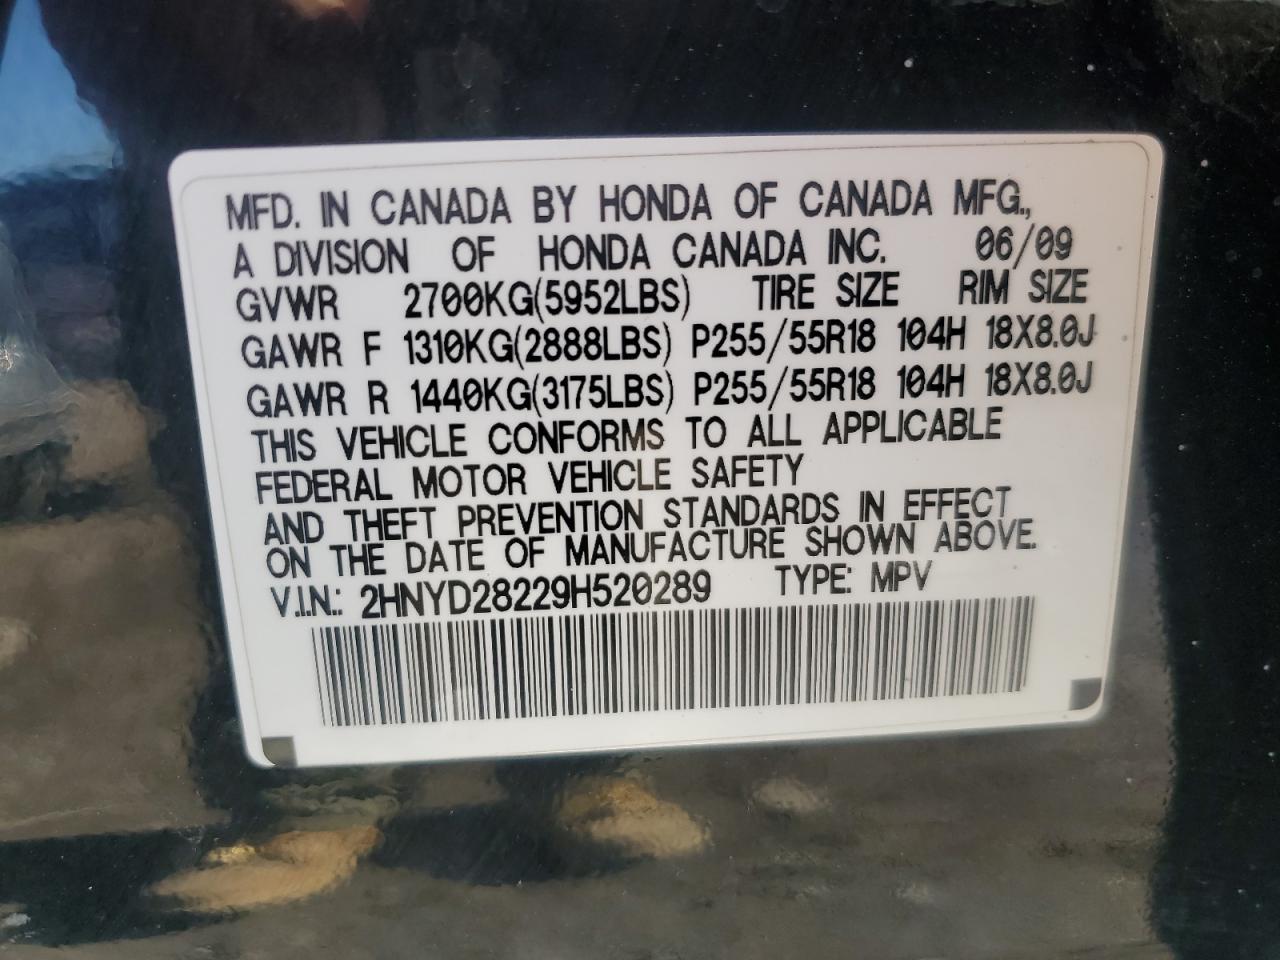 MFD. IN CANADA BY HONDA OF CANADA MFG.,
A DIVISION OF HONDA CANADA INC. 06/09
GVWR 2700KG(5952LBS) TIRE SIZE RIM SIZE
GAWR F 1310KG(2888LBS) P255/55R18 104H 18X8.0J
GAWR R 1440KG(3175LBS) P255/55R18 104H 18X8.0J
THIS VEHICLE CONFORMS TO ALL APPLICABLE
FEDERAL MOTOR VEHICLE SAFETY
AND THEFT PREVENTION STANDARDS IN EFFECT
ON THE DATE OF MANUFACTURE SHOWN ABOVE.
V.I.N.: 2HNYD28229H520289 TYPE: MPV